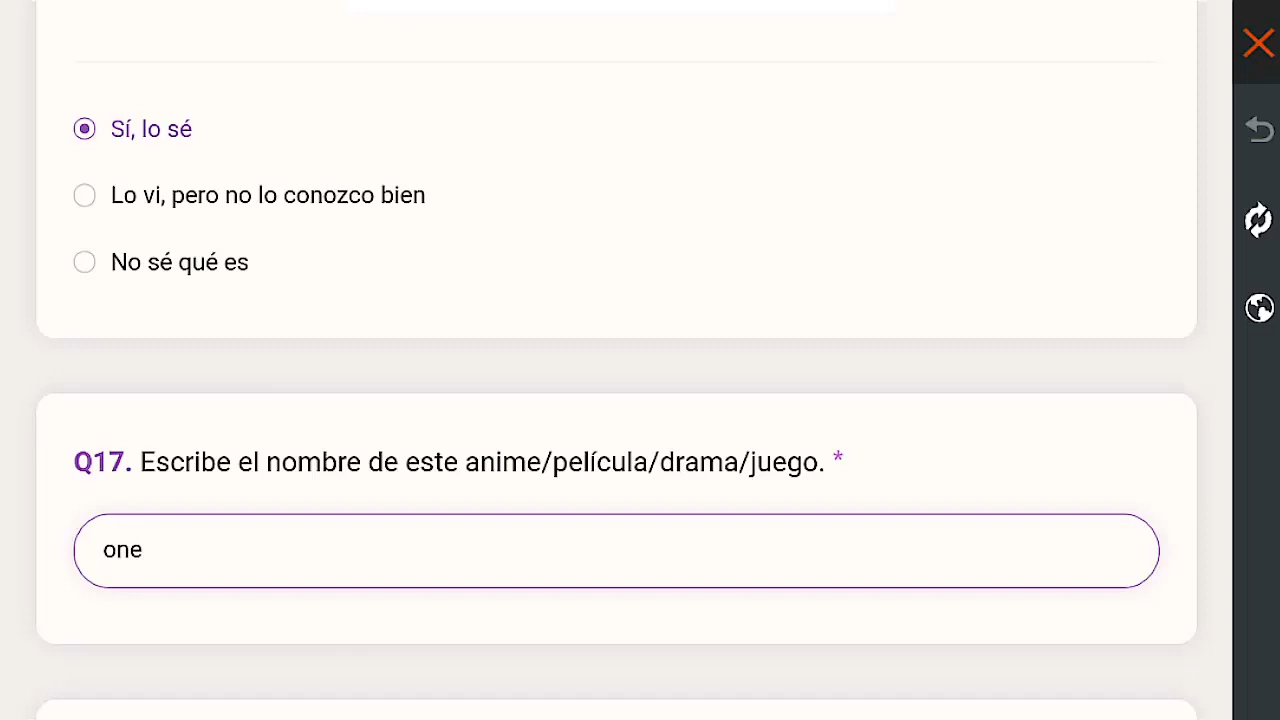 Sí, lo sé
Lo vi, pero no lo conozco bien
No sé qué es
Q17. Escribe el nombre de este anime/película/drama/juego. *
one